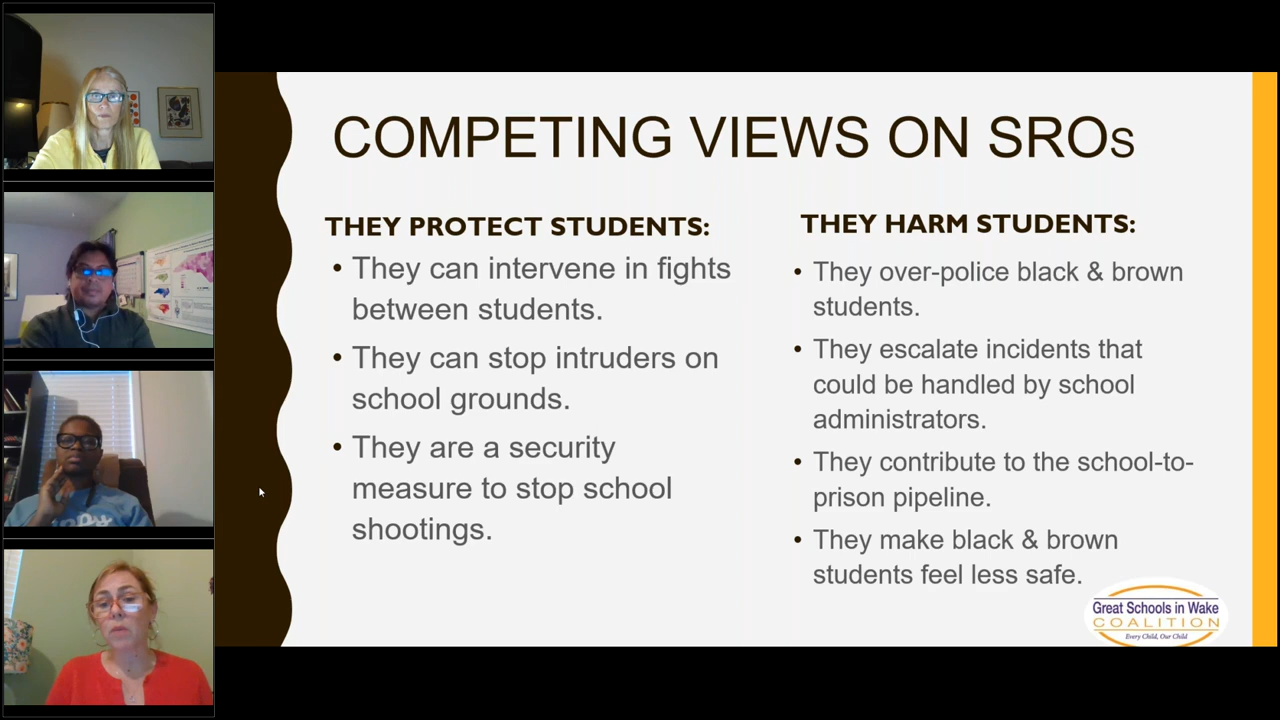 COMPETING VIEWS ON SROs
THEY PROTECT STUDENTS:
• They can intervene in fights
between students.
• They can stop intruders on
school grounds.
• They are a security
measure to stop school
shootings.
THEY HARM STUDENTS:
• They over-police black & brown
students.
• They escalate incidents that
could be handled by school
administrators.
• They contribute to the school-to-
prison pipeline.
• They make black & brown
students feel less safe.
Great Schools in Wake
COALITION
Every Child, Our Child